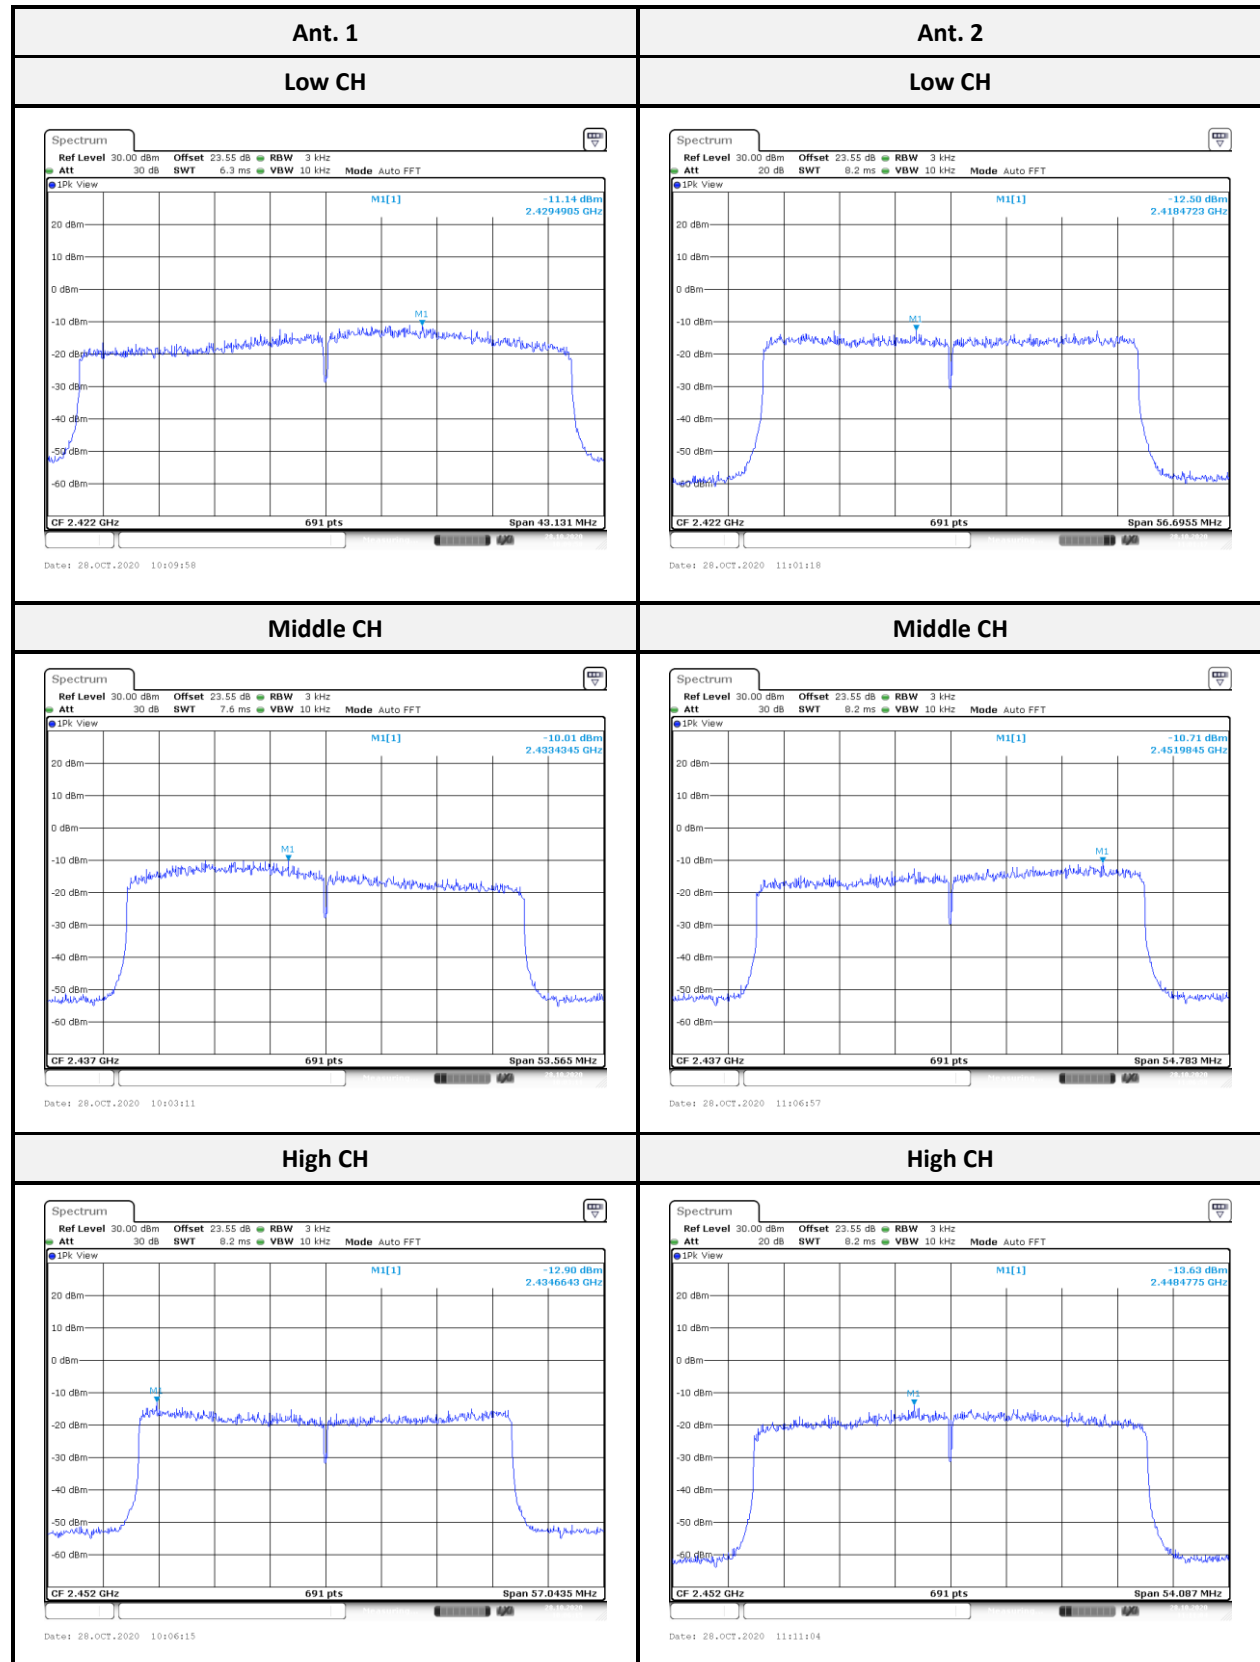 Ant. 1
Ant. 2
Low CH
Low CH
Spectrum
Ref Level 30.00 dBm Offset 23.55 dB RBW 3 kHz
Att 30 dB SWT 6.3 ms VBW 10 kHz Mode Auto FFT
1Pk View
M1[1] -11.14 dBm
2.4294905 GHz
20 dBm
10 dBm
0 dBm
M1
-10 dBm
-20 dBm
-30 dBm
-40 dBm
-50 dBm
-60 dBm
CF 2.422 GHz 691 pts Span 43.131 MHz
Date: 28.OCT.2020 10:09:58
Spectrum
Ref Level 30.00 dBm Offset 23.55 dB RBW 3 kHz
Att 20 dB SWT 8.2 ms VBW 10 kHz Mode Auto FFT
1Pk View
M1[1] -12.50 dBm
2.4184723 GHz
20 dBm
10 dBm
0 dBm
M1
-10 dBm
-20 dBm
-30 dBm
-40 dBm
-50 dBm
-60 dBm
CF 2.422 GHz 691 pts Span 56.6955 MHz
Date: 28.OCT.2020 11:01:18
Middle CH
Middle CH
Spectrum
Ref Level 30.00 dBm Offset 23.55 dB RBW 3 kHz
Att 30 dB SWT 7.6 ms VBW 10 kHz Mode Auto FFT
1Pk View
M1[1] -10.01 dBm
2.4334345 GHz
20 dBm
10 dBm
0 dBm
M1
-10 dBm
-20 dBm
-30 dBm
-40 dBm
-50 dBm
-60 dBm
CF 2.437 GHz 691 pts Span 53.565 MHz
Date: 28.OCT.2020 10:03:11
Spectrum
Ref Level 30.00 dBm Offset 23.55 dB RBW 3 kHz
Att 30 dB SWT 8.2 ms VBW 10 kHz Mode Auto FFT
1Pk View
M1[1] -10.71 dBm
2.4519845 GHz
20 dBm
10 dBm
0 dBm
M1
-10 dBm
-20 dBm
-30 dBm
-40 dBm
-50 dBm
-60 dBm
CF 2.437 GHz 691 pts Span 54.783 MHz
Date: 28.OCT.2020 11:06:57
High CH
High CH
Spectrum
Ref Level 30.00 dBm Offset 23.55 dB RBW 3 kHz
Att 30 dB SWT 8.2 ms VBW 10 kHz Mode Auto FFT
1Pk View
M1[1] -12.90 dBm
2.4346643 GHz
20 dBm
10 dBm
0 dBm
M1
-10 dBm
-20 dBm
-30 dBm
-40 dBm
-50 dBm
-60 dBm
CF 2.452 GHz 691 pts Span 57.0435 MHz
Date: 28.OCT.2020 10:06:15
Spectrum
Ref Level 30.00 dBm Offset 23.55 dB RBW 3 kHz
Att 20 dB SWT 8.2 ms VBW 10 kHz Mode Auto FFT
1Pk View
M1[1] -13.63 dBm
2.4484775 GHz
20 dBm
10 dBm
0 dBm
M1
-10 dBm
-20 dBm
-30 dBm
-40 dBm
-50 dBm
-60 dBm
CF 2.452 GHz 691 pts Span 54.087 MHz
Date: 28.OCT.2020 11:11:04